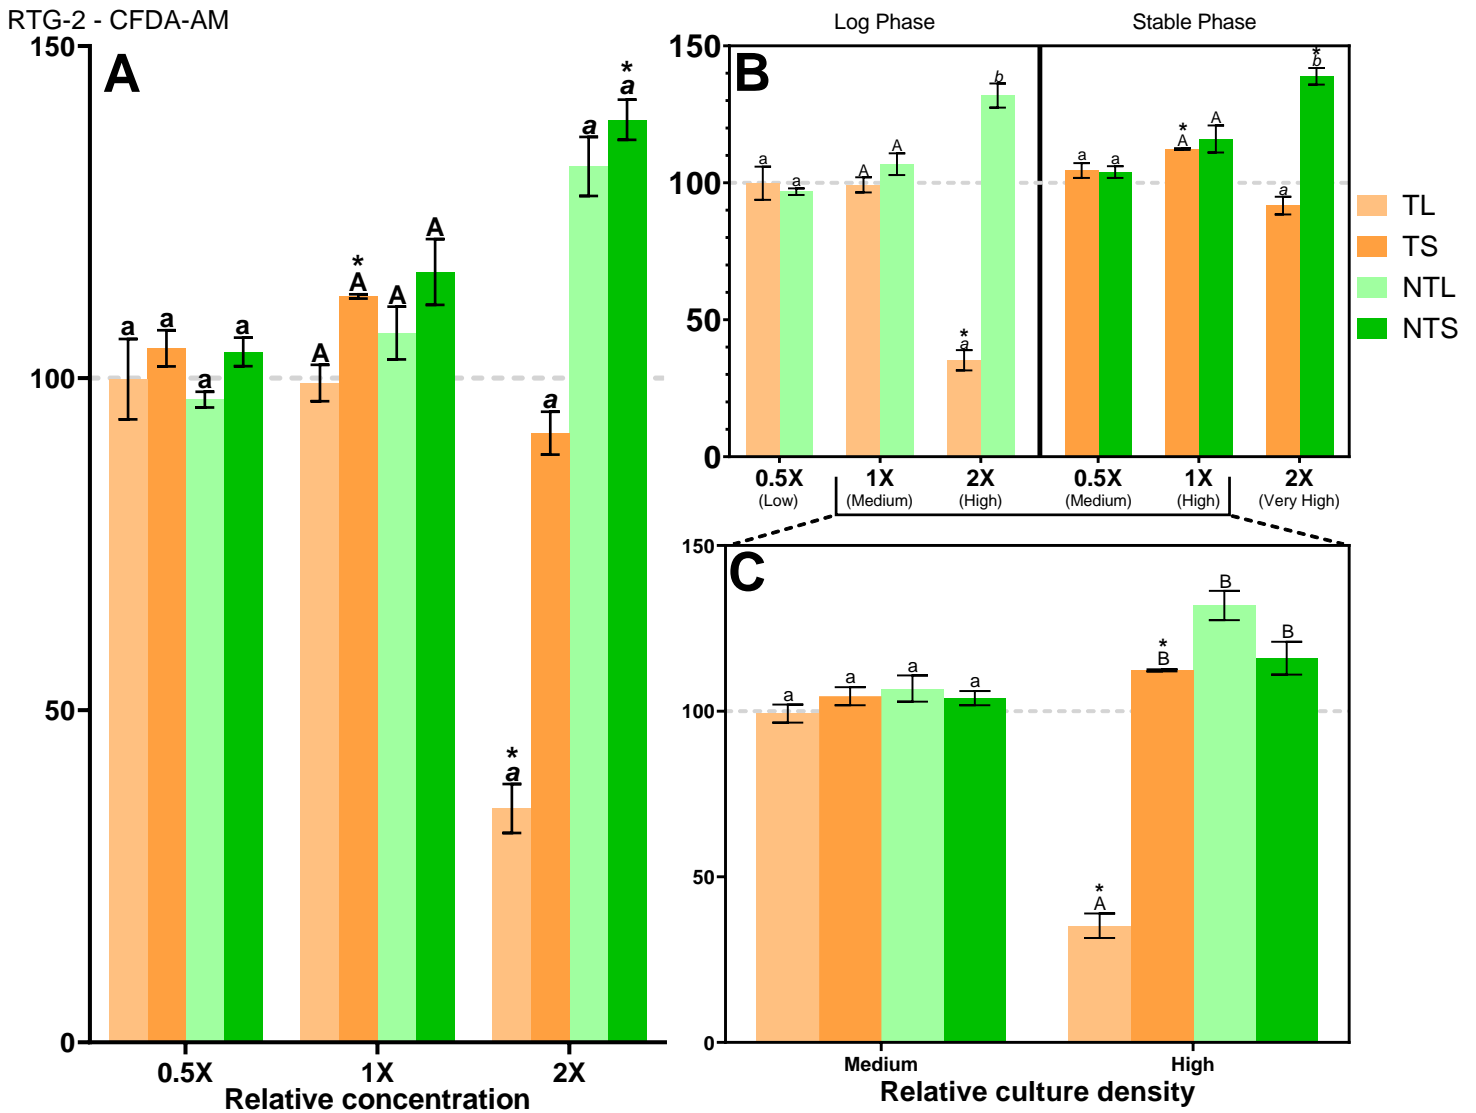 RTG-2 - CFDA-AM
A
150
100
50
0
a a a a
A * A A A
* a a a * a
0.5X 1X 2X
Relative concentration
Log Phase Stable Phase
B
150
100
50
0
a a A A * a b
a a * A A a * b
0.5X 1X 2X 0.5X 1X 2X
(Low) (Medium) (High) (Medium) (High) (Very High)
TL
TS
NTL
NTS
C
150
100
50
0
a a a a
* A * B B B
Medium High
Relative culture density